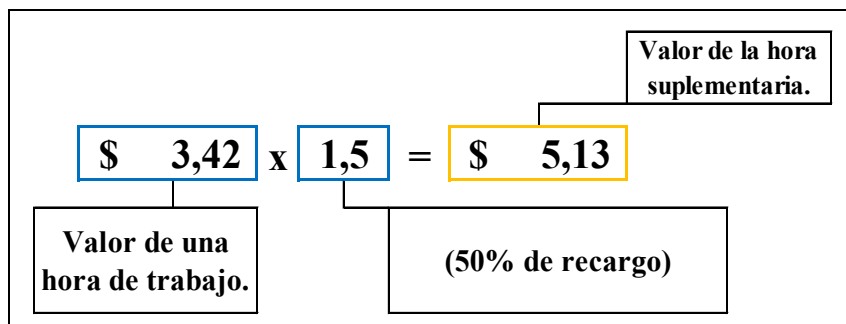 Valor de la hora
suplementaria.
$ 3,42 x 1,5 = $ 5,13
Valor de una
hora de trabajo.
(50% de recargo)